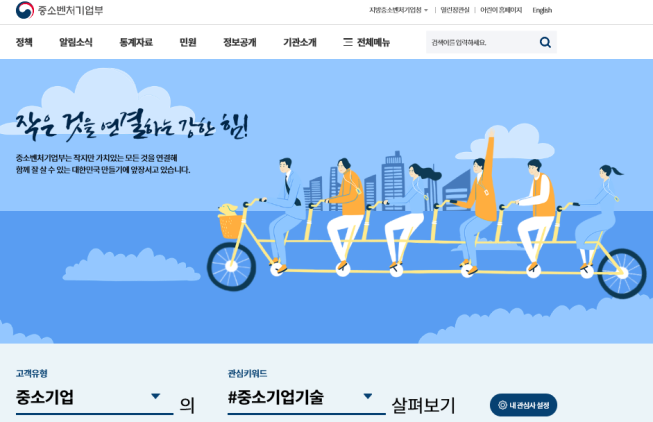 중소벤처기업부
지방중소벤처기업청 열린장관실 어린이 홈페이지 English
정책 알림소식 통계자료 민원 정보공개 기관소개 전체메뉴 검색어를 입력하세요.
작은 것을 연결하는 강한 힘!
중소벤처기업부는 작지만 가치있는 모든 것을 연결해
함께 잘 살 수 있는 대한민국 만들기에 앞장서고 있습니다.
고객유형 관심키워드
중소기업 의 #중소기업기술 살펴보기 내 관심사 설정